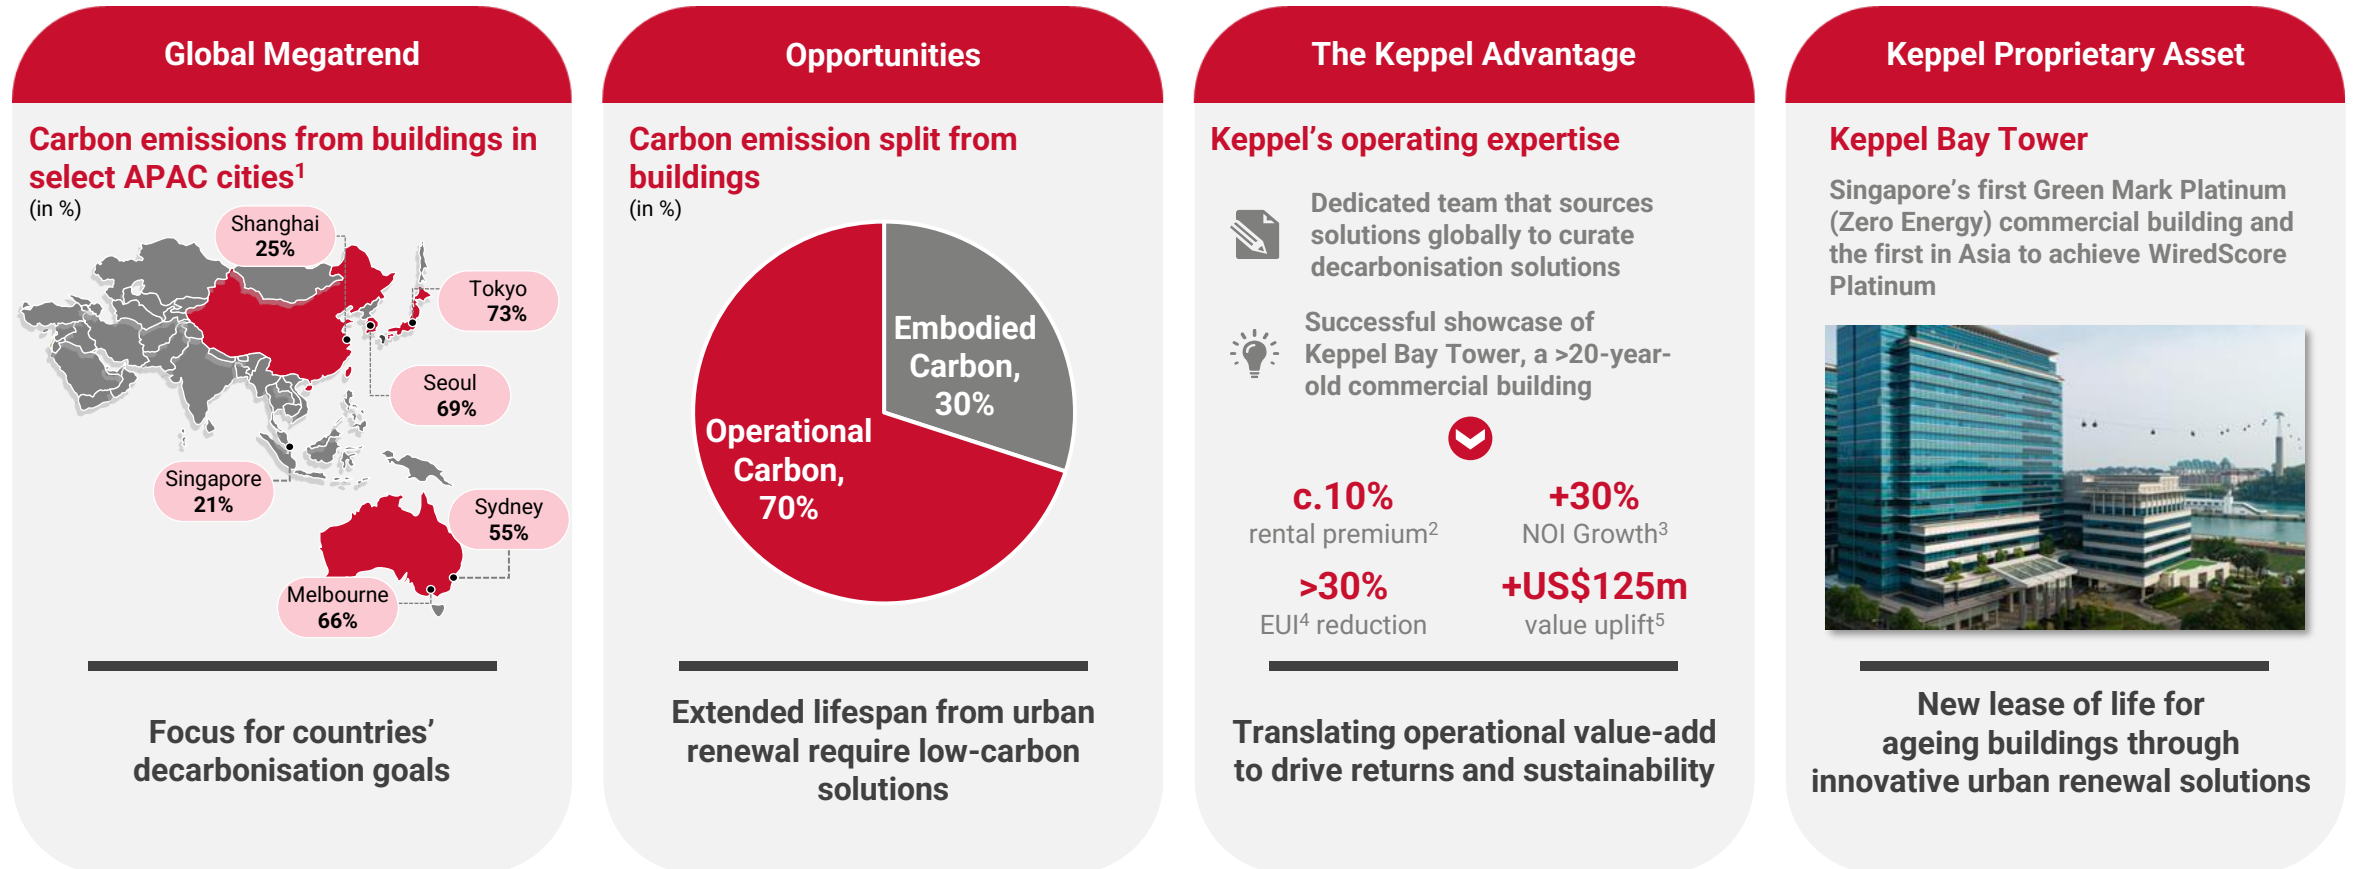 Global Megatrend
Carbon emissions from buildings in
select APAC cities1
(in %)
Shanghai
25%
Tokyo
73%
Seoul
69%
Singapore
21%
Sydney
55%
Melbourne
66%
Focus for countries’
decarbonisation goals
Opportunities
Carbon emission split from
buildings
(in %)
Embodied
Carbon,
30%
Operational
Carbon,
70%
Extended lifespan from urban
renewal require low-carbon
solutions
The Keppel Advantage
Keppel’s operating expertise
Dedicated team that sources
solutions globally to curate
decarbonisation solutions
Successful showcase of
Keppel Bay Tower, a >20-year-
old commercial building
c.10%
rental premium2
+30%
NOI Growth3
>30%
EUI4 reduction
+US$125m
value uplift5
Translating operational value-add
to drive returns and sustainability
Keppel Proprietary Asset
Keppel Bay Tower
Singapore’s first Green Mark Platinum
(Zero Energy) commercial building and
the first in Asia to achieve WiredScore
Platinum
New lease of life for
ageing buildings through
innovative urban renewal solutions